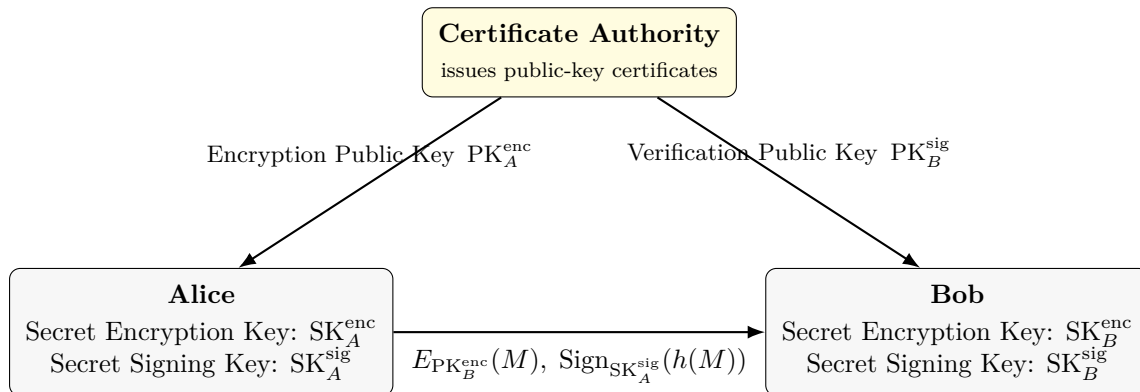 Certificate Authority
issues public-key certificates
Encryption Public Key PK_A^enc
Verification Public Key PK_B^sig
Alice
Secret Encryption Key: SK_A^enc
Secret Signing Key: SK_A^sig
Bob
Secret Encryption Key: SK_B^enc
Secret Signing Key: SK_B^sig
E_{PK_B^enc}(M), Sign_{SK_A^sig}(h(M))